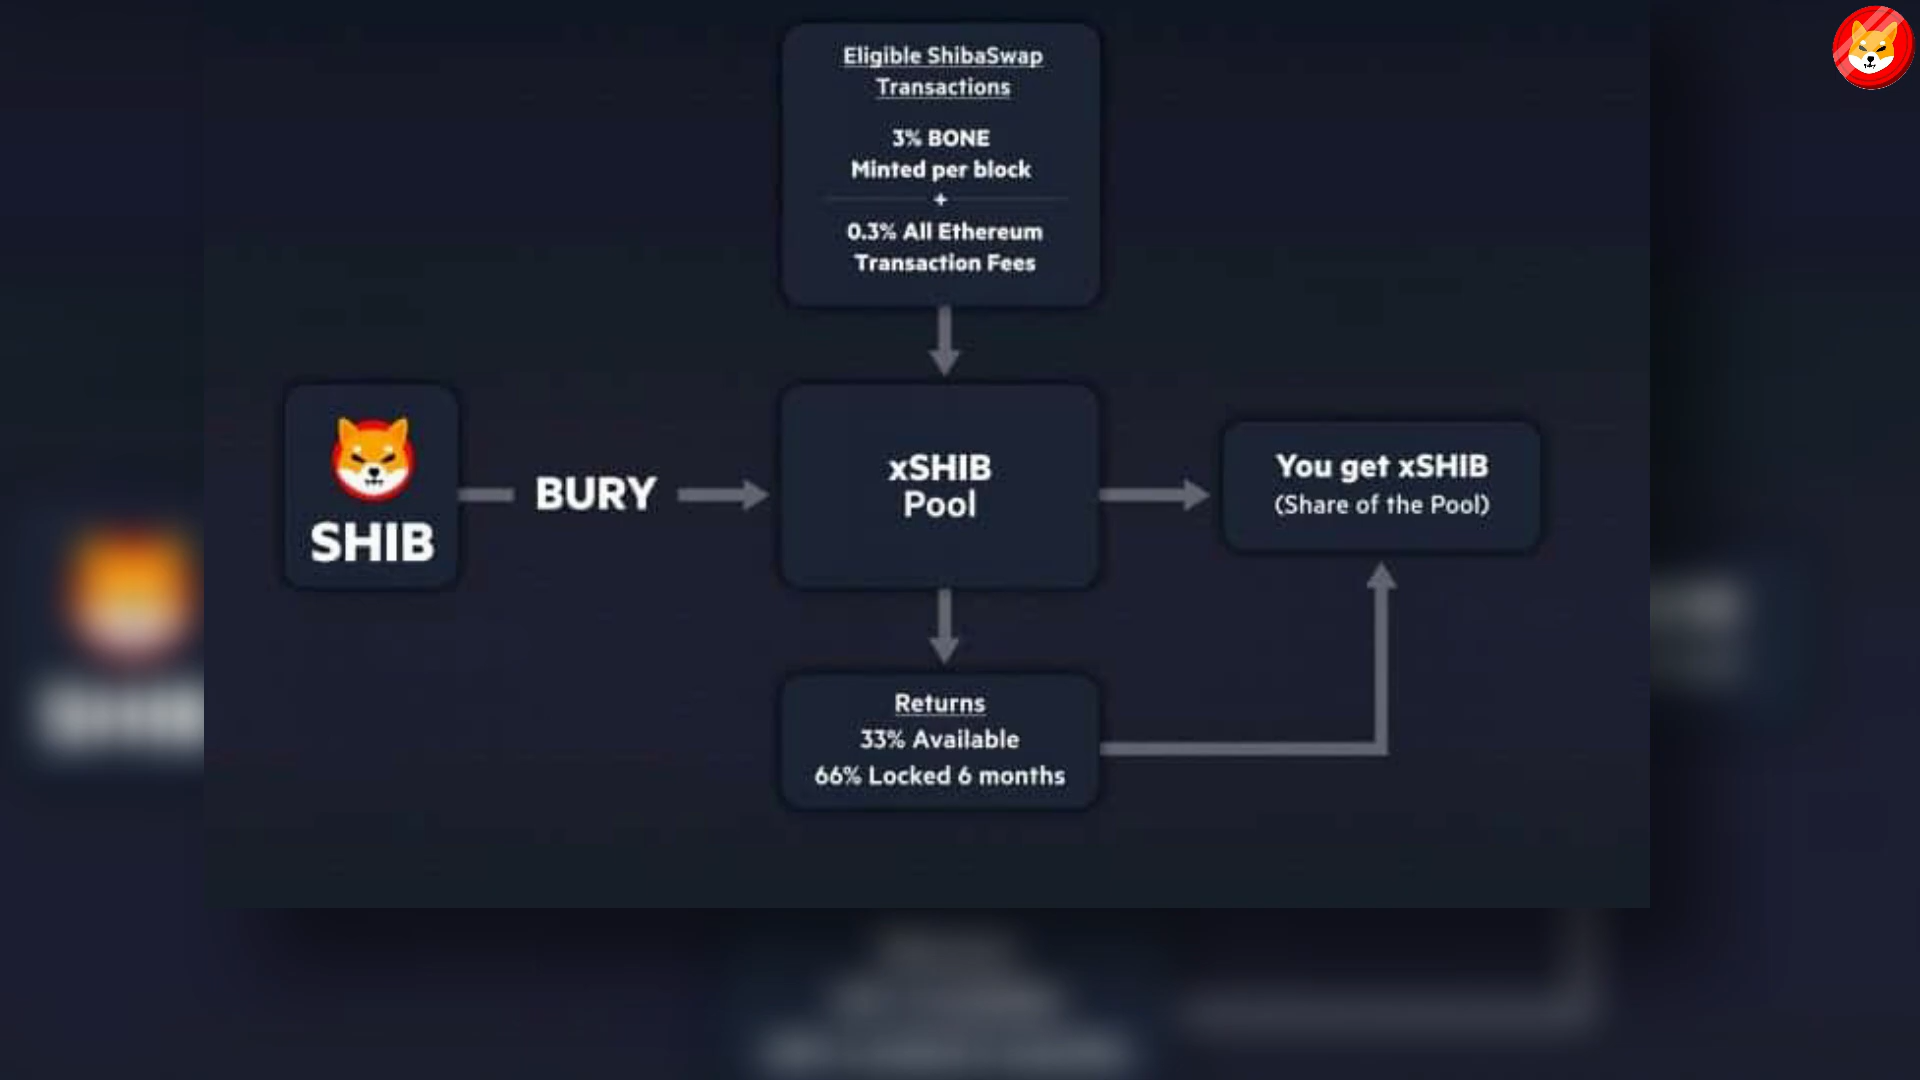 Eligible ShibaSwap
Transactions
3% BONE
Minted per block
+
0.3% All Ethereum
Transaction Fees
SHIB
BURY
xSHIB
Pool
You get xSHIB
(Share of the Pool)
Returns
33% Available
66% Locked 6 months